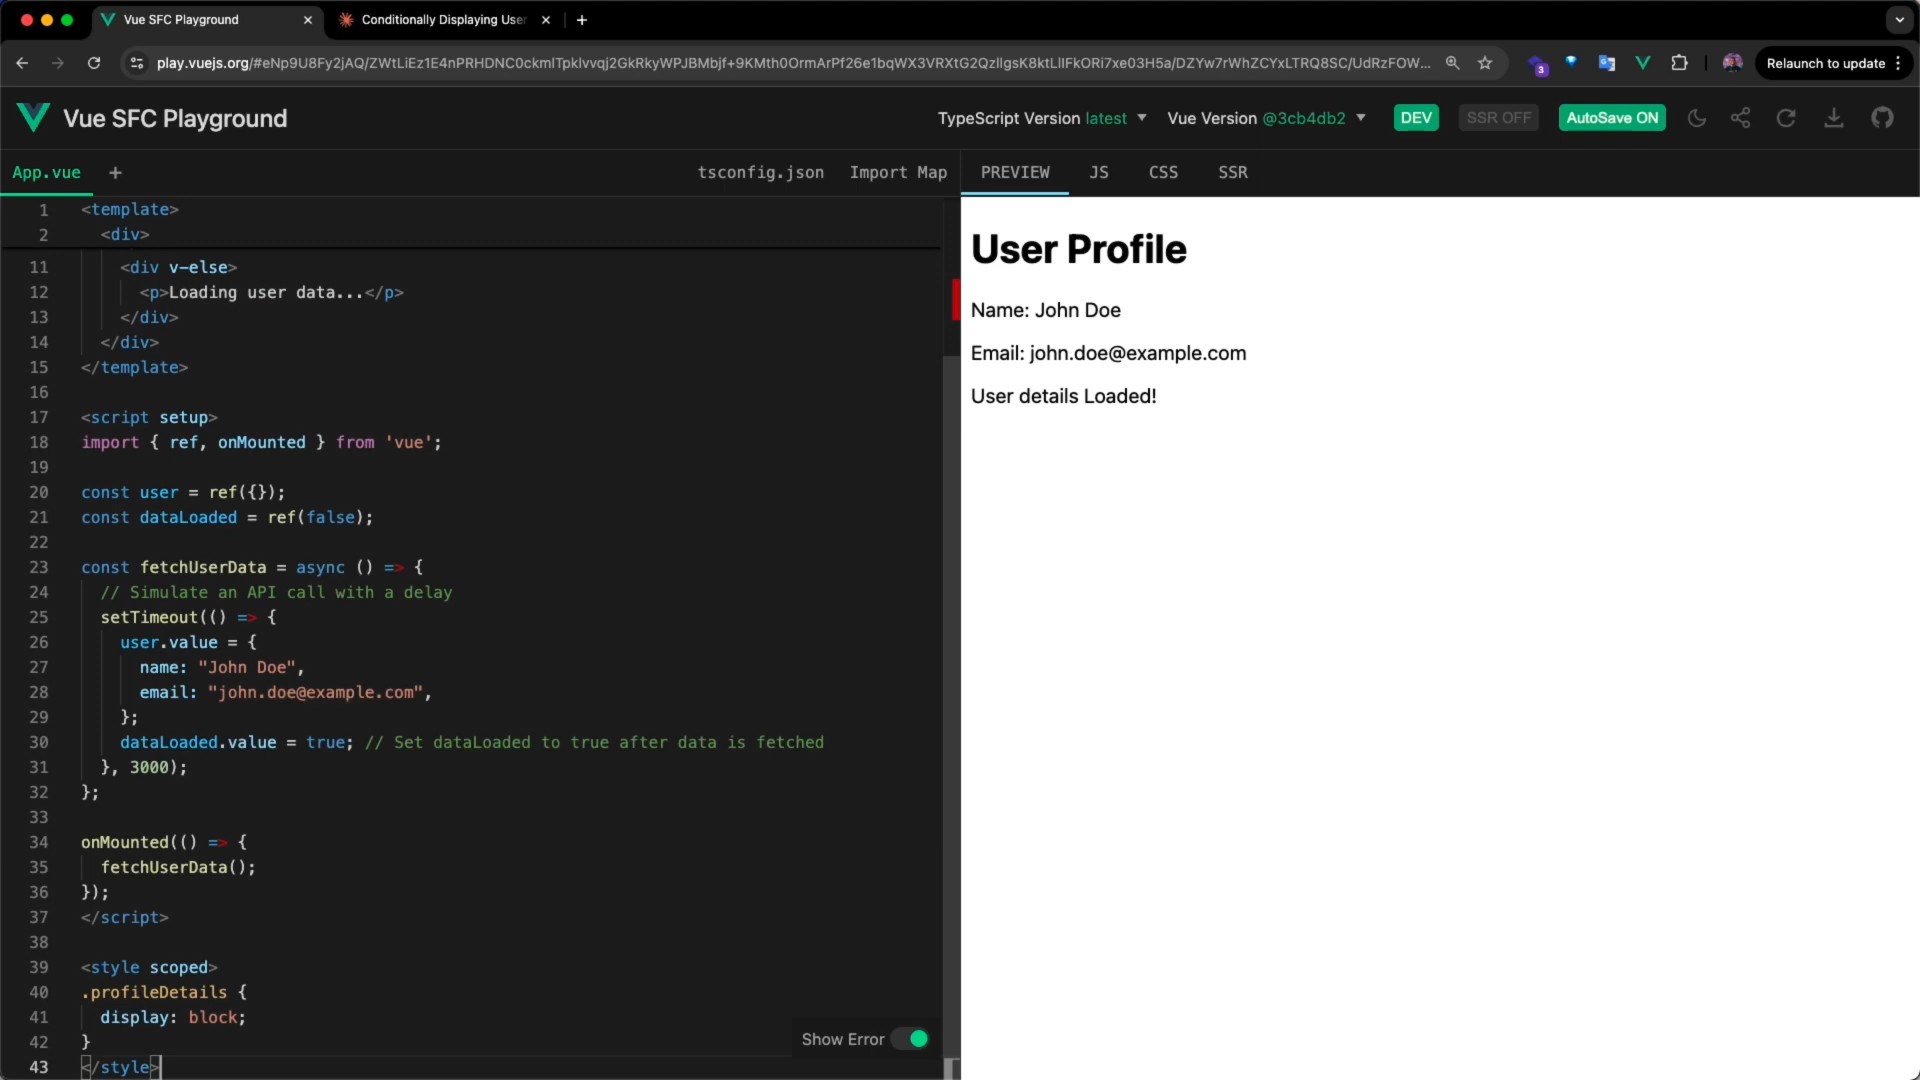 Vue SFC Playground
Conditionally Displaying User
play.vuejs.org/#eNp9U8Fy2jAQ/ZWtLiEz1E4nPRHDNC0ckmITpklvvqj2GkRkyWPJBMbjf+9KMth0OrmArPf26e1bqWX3VRXtG2QzllgsK8ktLlIFkORi7xe03H5a/DZYw7rWhZCYxLTRQ8SC/UdRzFOW...
Relaunch to update
3
Vue SFC Playground
TypeScript Version latest
Vue Version @3cb4db2
DEV
SSR OFF
AutoSave ON
App.vue
+
tsconfig.json
Import Map
PREVIEW
JS
CSS
SSR
1 <template>
2 <div>
11 <div v-else>
12 <p>Loading user data...</p>
13 </div>
14 </div>
15 </template>
16
17 <script setup>
18 import { ref, onMounted } from 'vue';
19
20 const user = ref({});
21 const dataLoaded = ref(false);
22
23 const fetchUserData = async () => {
24 // Simulate an API call with a delay
25 setTimeout(() => {
26 user.value = {
27 name: "John Doe",
28 email: "john.doe@example.com",
29 };
30 dataLoaded.value = true; // Set dataLoaded to true after data is fetched
31 }, 3000);
32 };
33
34 onMounted(() => {
35 fetchUserData();
36 });
37 </script>
38
39 <style scoped>
40 .profileDetails {
41 display: block;
42 }
43 </style>
Show Error
User Profile
Name: John Doe
Email: john.doe@example.com
User details Loaded!